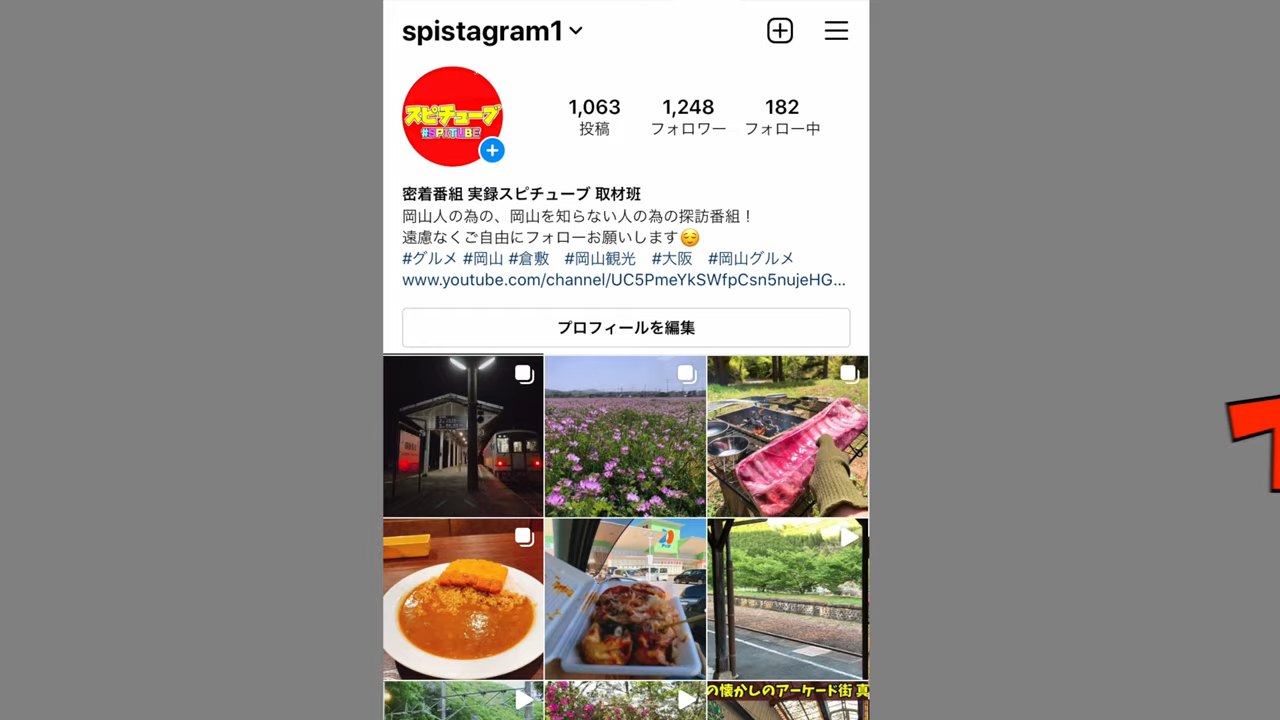 spistagram1
スピチューブ
#SPITUBE
1,063
投稿
1,248
フォロワー
182
フォロー中
密着番組 実録スピチューブ 取材班
岡山人の為の、岡山を知らない人の為の探訪番組！
遠慮なくご自由にフォローお願いします😌
#グルメ #岡山 #倉敷　#岡山観光　#大阪　#岡山グルメ
www.youtube.com/channel/UC5PmeYkSWfpCsn5nujeHG...
プロフィールを編集
の懐かしのアーケード街 真